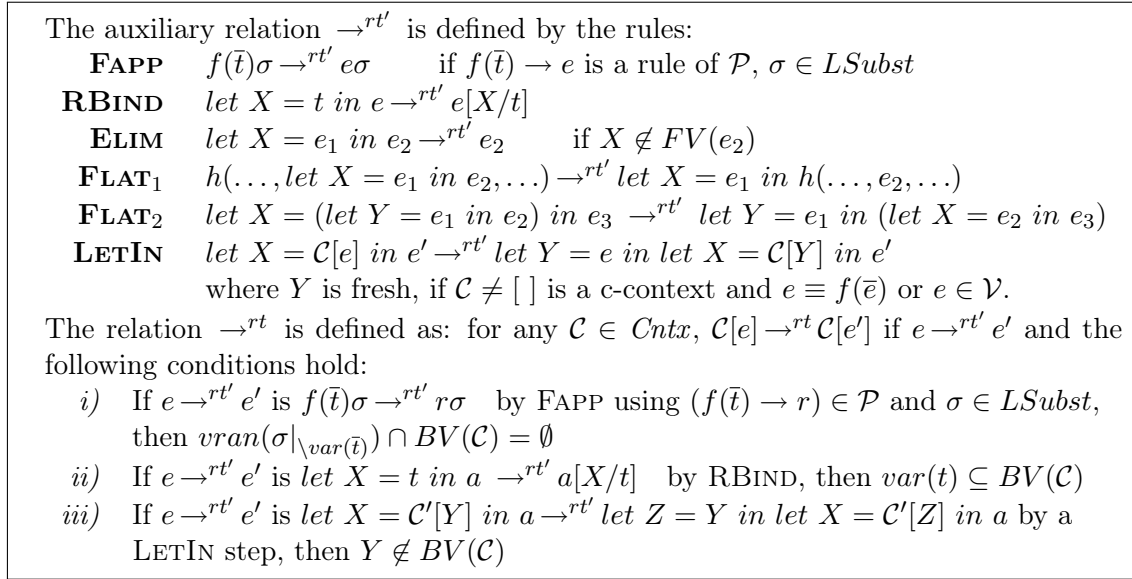 The auxiliary relation →^{rt′} is defined by the rules:
FAPP f(t̄)σ →^{rt′} eσ if f(t̄) → e is a rule of 𝒫, σ ∈ LSubst
RBIND let X = t in e →^{rt′} e[X/t]
ELIM let X = e₁ in e₂ →^{rt′} e₂ if X ∉ FV(e₂)
FLAT₁ h(. . . , let X = e₁ in e₂, . . .) →^{rt′} let X = e₁ in h(. . . , e₂, . . .)
FLAT₂ let X = (let Y = e₁ in e₂) in e₃ →^{rt′} let Y = e₁ in (let X = e₂ in e₃)
LETIN let X = 𝒞[e] in e′ →^{rt′} let Y = e in let X = 𝒞[Y] in e′
where Y is fresh, if 𝒞 ≠ [ ] is a c-context and e ≡ f(ē) or e ∈ 𝒱.
The relation →^{rt} is defined as: for any 𝒞 ∈ Cntx, 𝒞[e] →^{rt} 𝒞[e′] if e →^{rt′} e′ and the
following conditions hold:
i) If e →^{rt′} e′ is f(t̄)σ →^{rt′} rσ by FAPP using (f(t̄) → r) ∈ 𝒫 and σ ∈ LSubst,
then vran(σ|_{\var(t̄)}) ∩ BV(𝒞) = ∅
ii) If e →^{rt′} e′ is let X = t in a →^{rt′} a[X/t] by RBIND, then var(t) ⊆ BV(𝒞)
iii) If e →^{rt′} e′ is let X = 𝒞′[Y] in a →^{rt′} let Z = Y in let X = 𝒞′[Z] in a by a
LETIN step, then Y ∉ BV(𝒞)